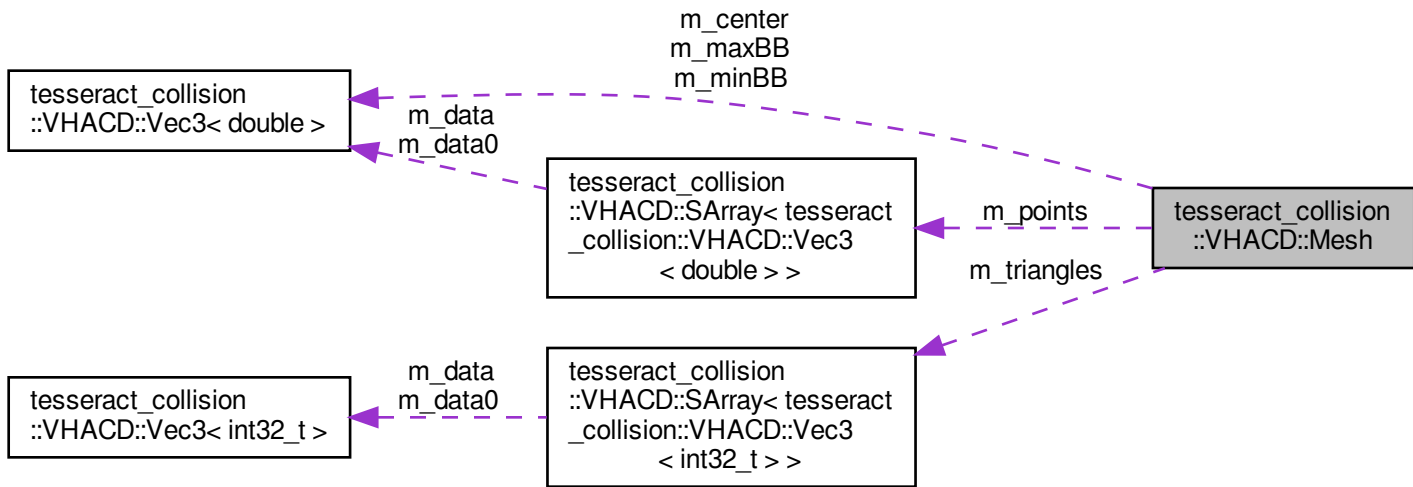 m_center
m_maxBB
m_minBB
tesseract_collision
::VHACD::Vec3< double >
m_data
m_data0
tesseract_collision
::VHACD::SArray< tesseract
_collision::VHACD::Vec3
< double > >
m_points
tesseract_collision
::VHACD::Mesh
m_triangles
tesseract_collision
::VHACD::Vec3< int32_t >
m_data
m_data0
tesseract_collision
::VHACD::SArray< tesseract
_collision::VHACD::Vec3
< int32_t > >